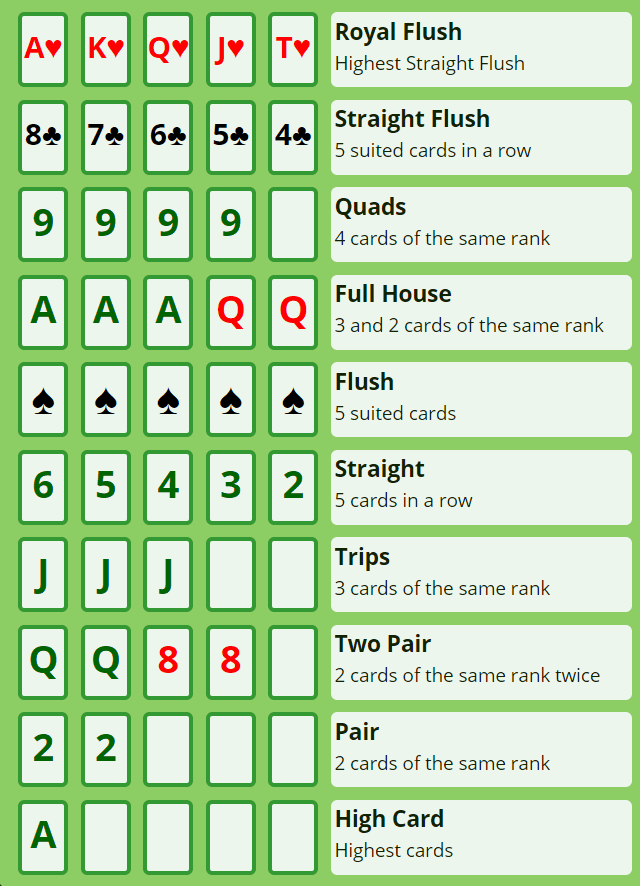 A♥ K♥ Q♥ J♥ T♥ Royal Flush
Highest Straight Flush
8♣ 7♣ 6♣ 5♣ 4♣ Straight Flush
5 suited cards in a row
9 9 9 9 Quads
4 cards of the same rank
A A A Q Q Full House
3 and 2 cards of the same rank
♠ ♠ ♠ ♠ ♠ Flush
5 suited cards
6 5 4 3 2 Straight
5 cards in a row
J J J Trips
3 cards of the same rank
Q Q 8 8 Two Pair
2 cards of the same rank twice
2 2 Pair
2 cards of the same rank
A High Card
Highest cards